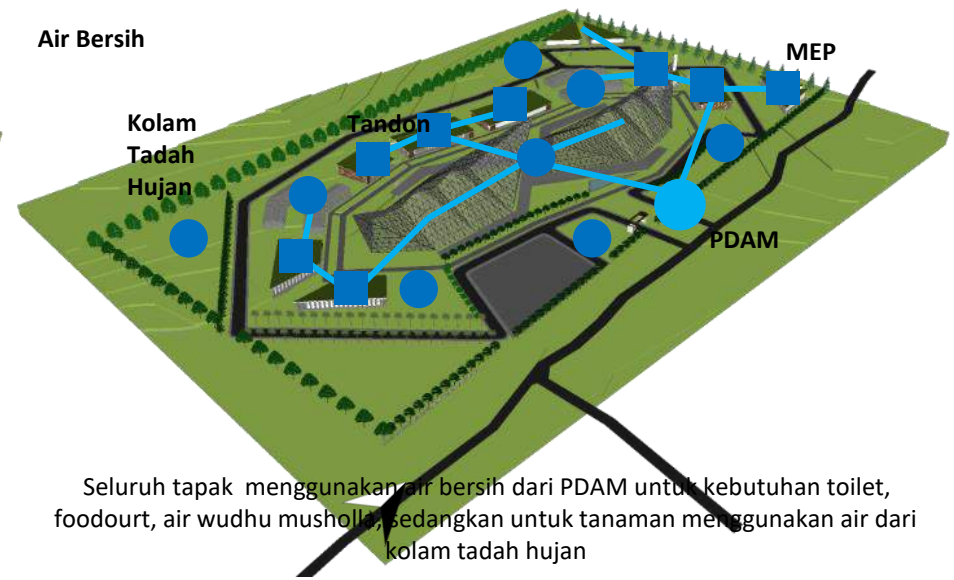 Air Bersih
MEP
Kolam
Tadah
Hujan
Tandon
PDAM
Seluruh tapak menggunakan air bersih dari PDAM untuk kebutuhan toilet,
foodourt, air wudhu musholla, sedangkan untuk tanaman menggunakan air dari
kolam tadah hujan